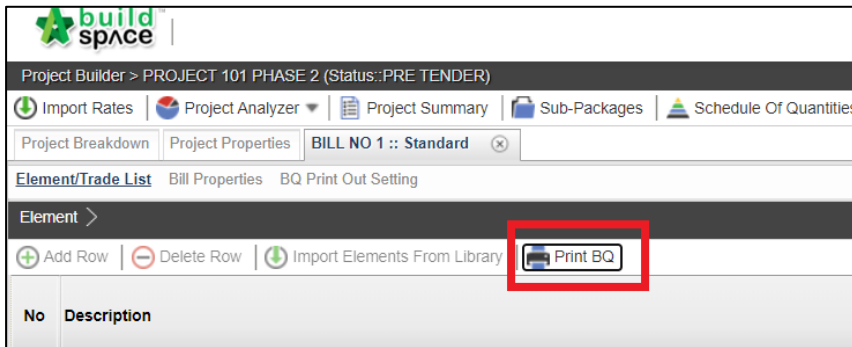 build
spʌce
Project Builder > PROJECT 101 PHASE 2 (Status::PRE TENDER)
Import Rates Project Analyzer Project Summary Sub-Packages Schedule Of Quantities
Project Breakdown Project Properties BILL NO 1 :: Standard
Element/Trade List Bill Properties BQ Print Out Setting
Element >
Add Row Delete Row Import Elements From Library Print BQ
No Description